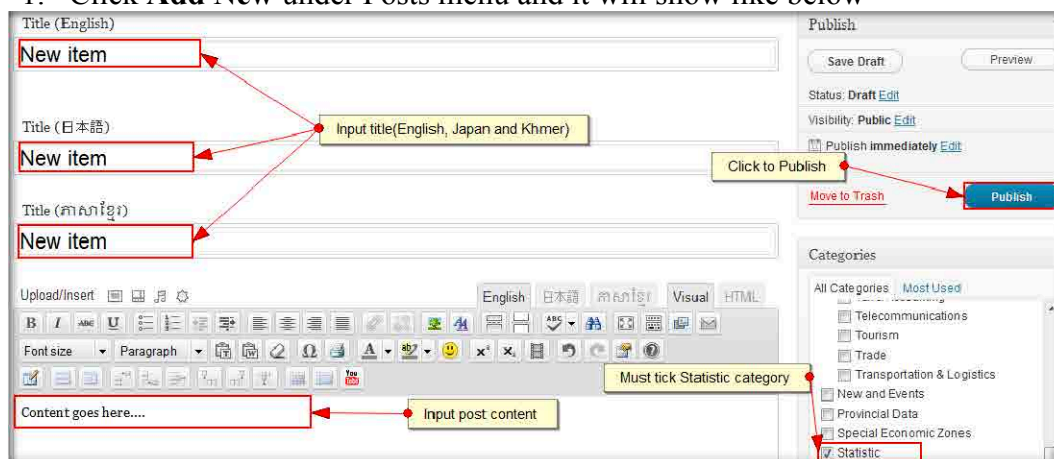 1. Click Add New under Posts menu and it will show like below
Title (English)
New item
Title (日本語)
Input title(English, Japan and Khmer)
New item
Title (ភាសាខ្មែរ)
New item
Upload/Insert
English 日本語 ភាសាខ្មែរ Visual HTML
B I ABC U
ABC
Font size Paragraph
Ω A ab
You
Tube
Content goes here....
Input post content
Publish
Save Draft Preview
Status: Draft Edit
Visibility: Public Edit
Publish immediately Edit
Click to Publish
Move to Trash Publish
Categories
All Categories Most Used
Telecommunications
Tourism
Trade
Transportation & Logistics
Must tick Statistic category
New and Events
Provincial Data
Special Economic Zones
Statistic